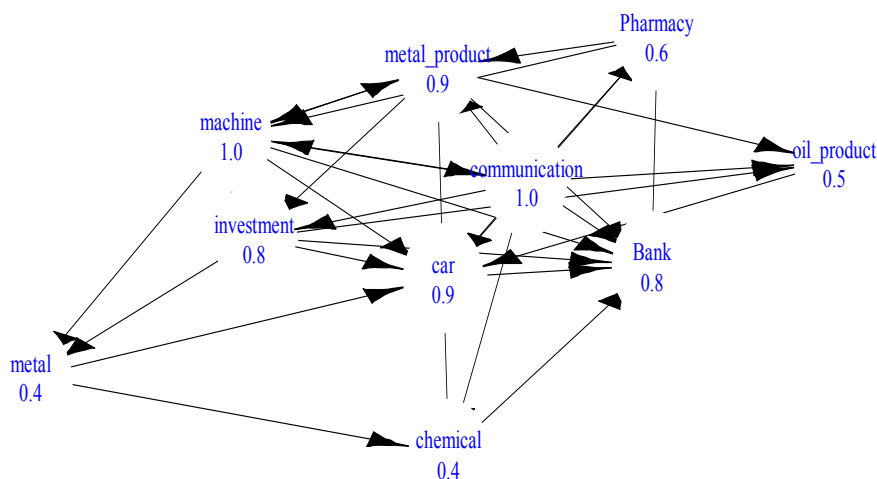 Pharmacy
0.6
metal_product
0.9
machine
1.0
communication
1.0
oil_product
0.5
investment
0.8
car
0.9
Bank
0.8
metal
0.4
chemical
0.4